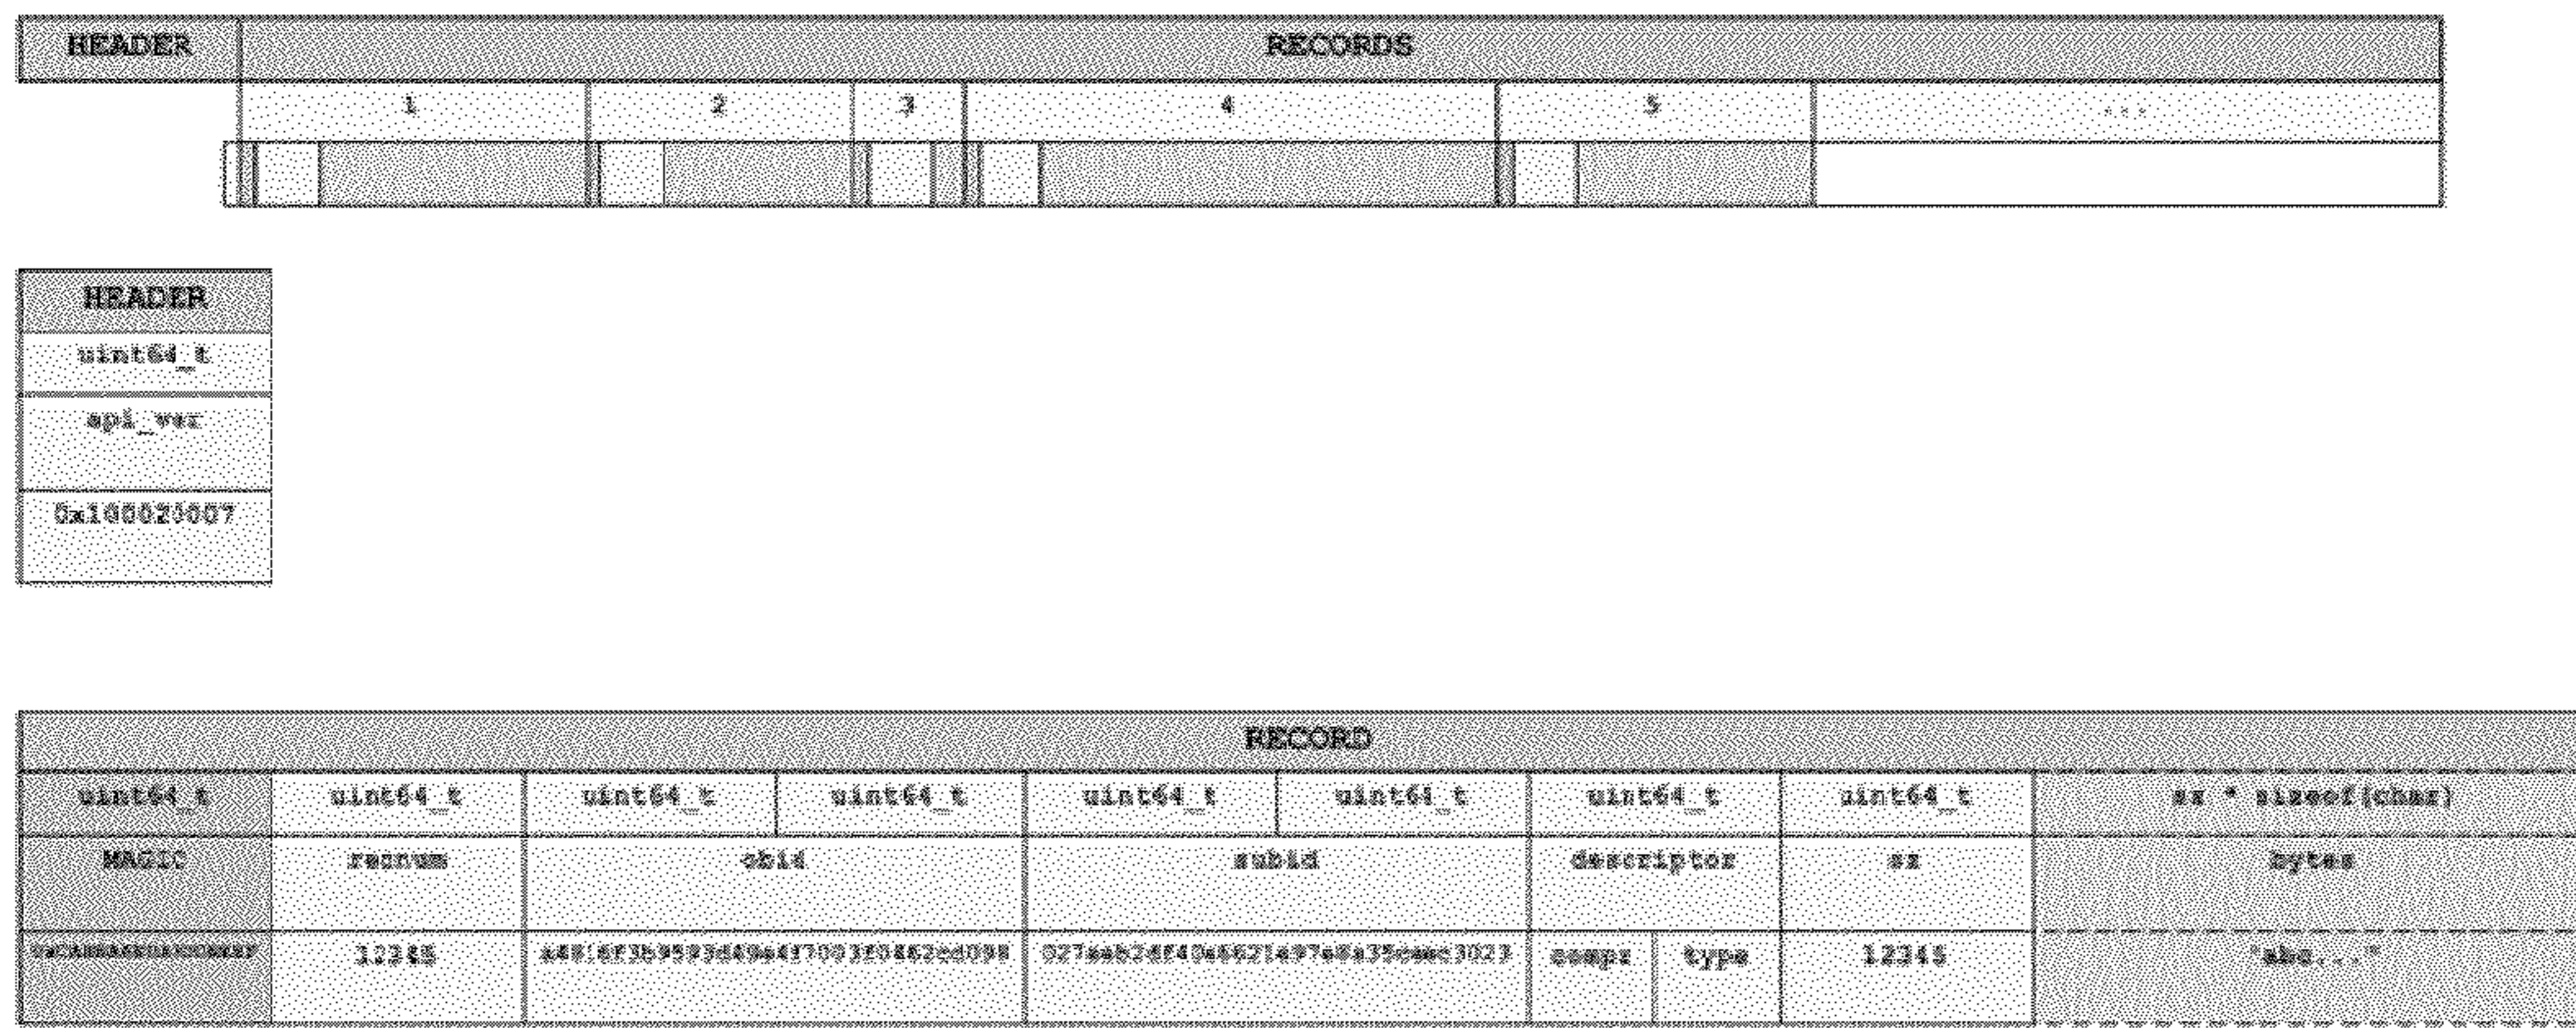 HEADER RECORDS
1 2 3 4 5 ...
HEADER
uint64_t
api_ver
0x100020007
RECORD
uint64_t uint64_t uint64_t uint64_t uint64_t uint64_t uint64_t uint64_t sz * sizeof(char)
MAGIC recnum obid subid descriptor sz bytes
12345 compr type 12345 "abc..."